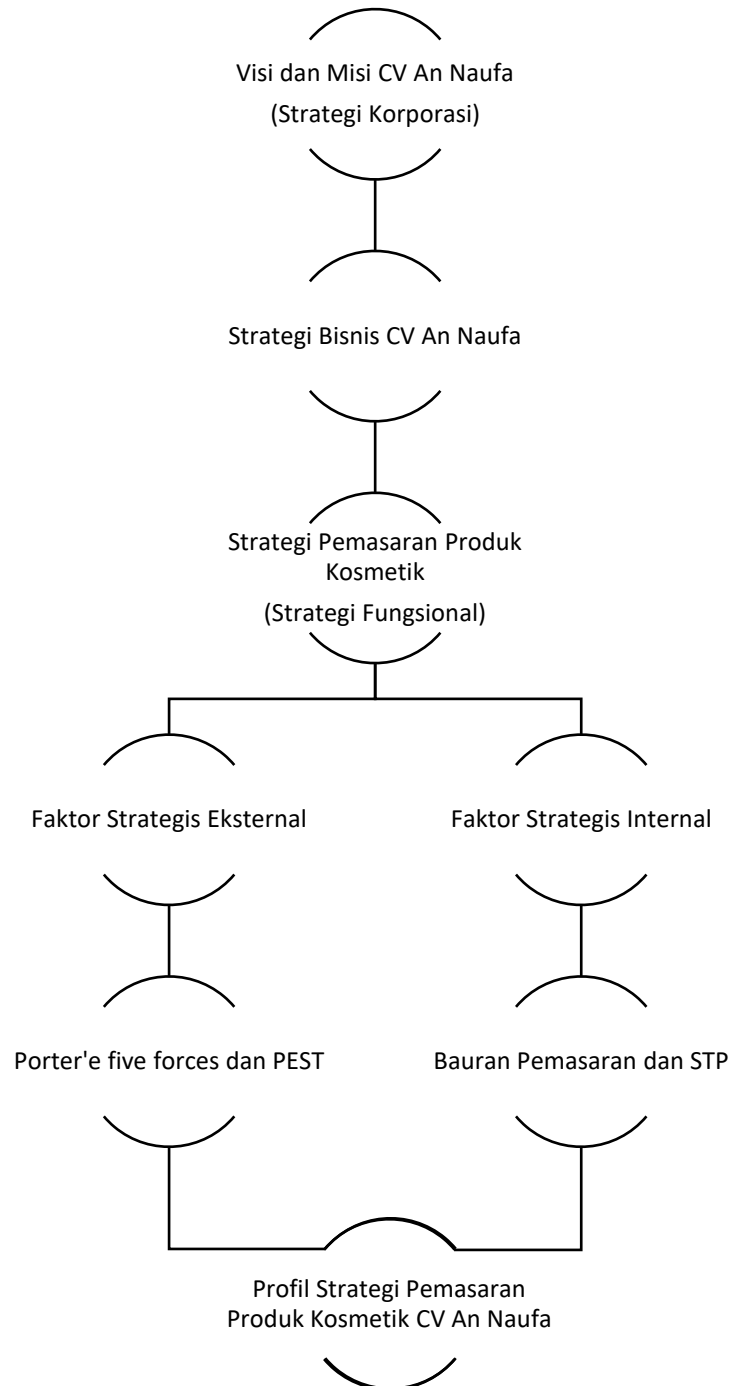 Visi dan Misi CV An Naufa
(Strategi Korporasi)
Strategi Bisnis CV An Naufa
Strategi Pemasaran Produk
Kosmetik
(Strategi Fungsional)
Faktor Strategis Eksternal
Faktor Strategis Internal
Porter'e five forces dan PEST
Bauran Pemasaran dan STP
Profil Strategi Pemasaran
Produk Kosmetik CV An Naufa